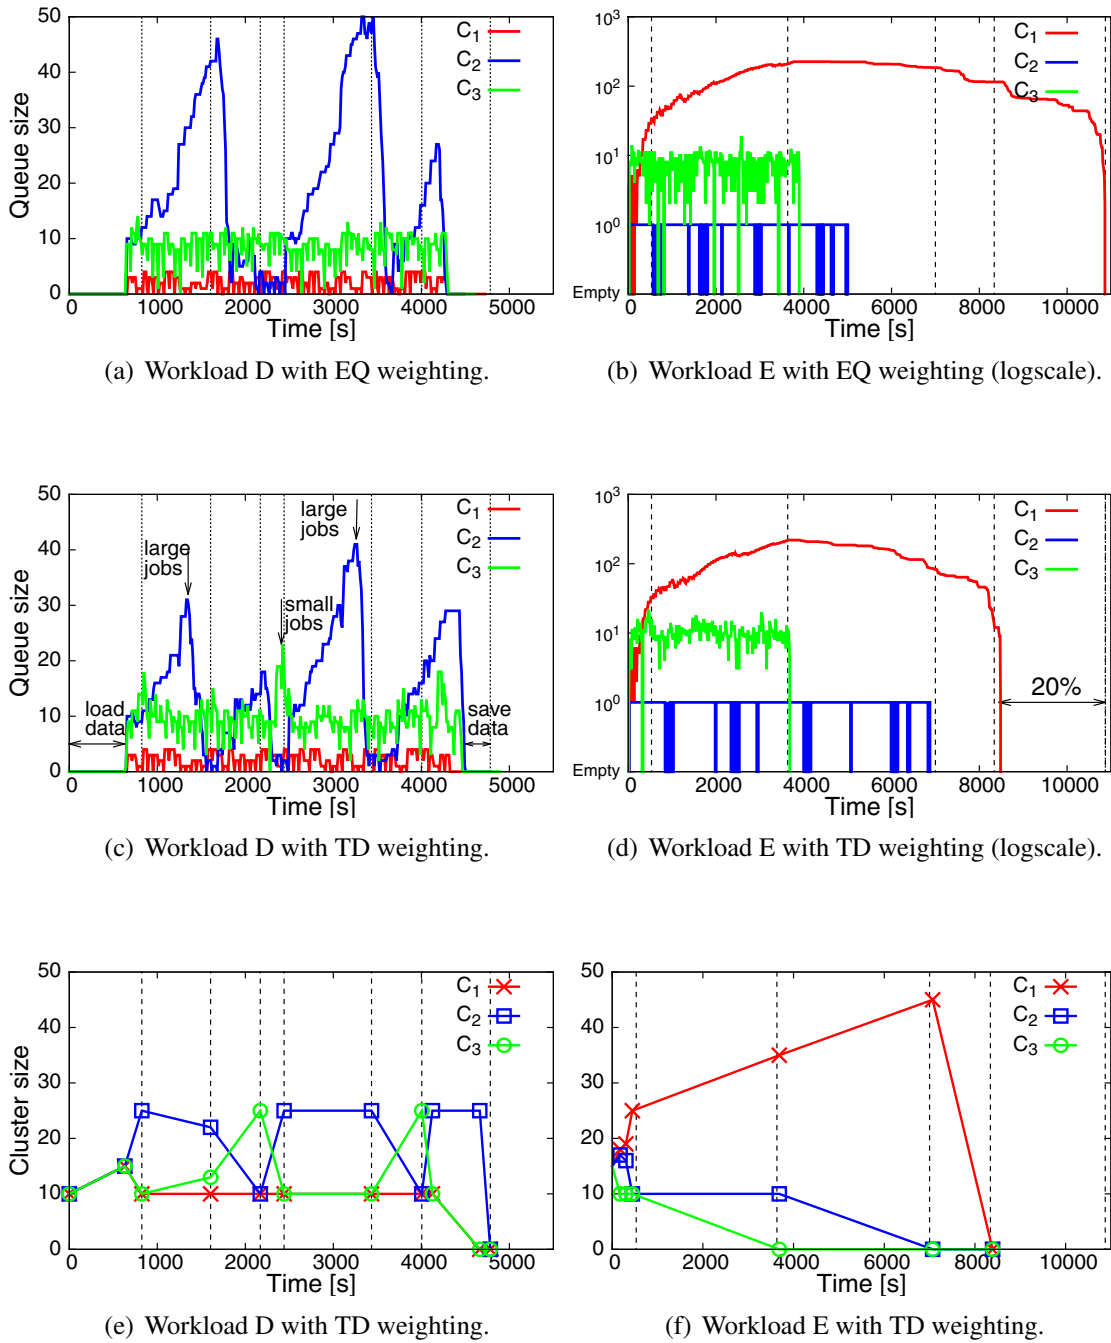 50
40
30
20
10
0
Queue size
C1
C2
C3
1000 2000 3000 4000 5000
Time [s]
(a) Workload D with EQ weighting.
10^3
10^2
10^1
10^0
Empty
C1
C2
C3
0 2000 4000 6000 8000 10000
Time [s]
(b) Workload E with EQ weighting (logscale).
50
40
30
20
10
0
Queue size
large
jobs
large
jobs
small
jobs
load
data
save
data
C1
C2
C3
0 1000 2000 3000 4000 5000
Time [s]
(c) Workload D with TD weighting.
10^3
10^2
10^1
10^0
Empty
C1
C2
C3
20%
0 2000 4000 6000 8000 10000
Time [s]
(d) Workload E with TD weighting (logscale).
50
40
30
20
10
0
Cluster size
C1
C2
C3
0 1000 2000 3000 4000 5000
Time [s]
(e) Workload D with TD weighting.
50
40
30
20
10
0
C1
C2
C3
0 2000 4000 6000 8000 10000
Time [s]
(f) Workload E with TD weighting.